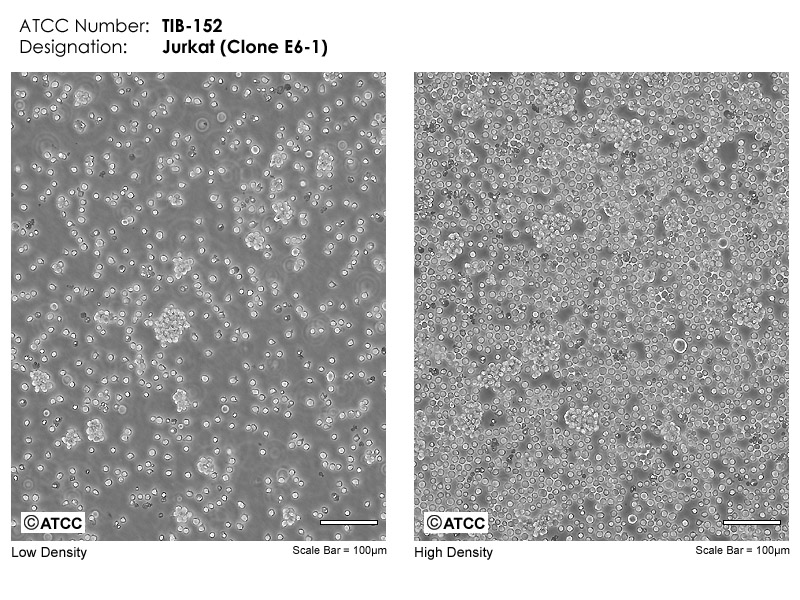 ATCC Number: TIB-152
Designation: Jurkat (Clone E6-1)
©ATCC
©ATCC
Low Density
Scale Bar = 100µm
High Density
Scale Bar = 100µm